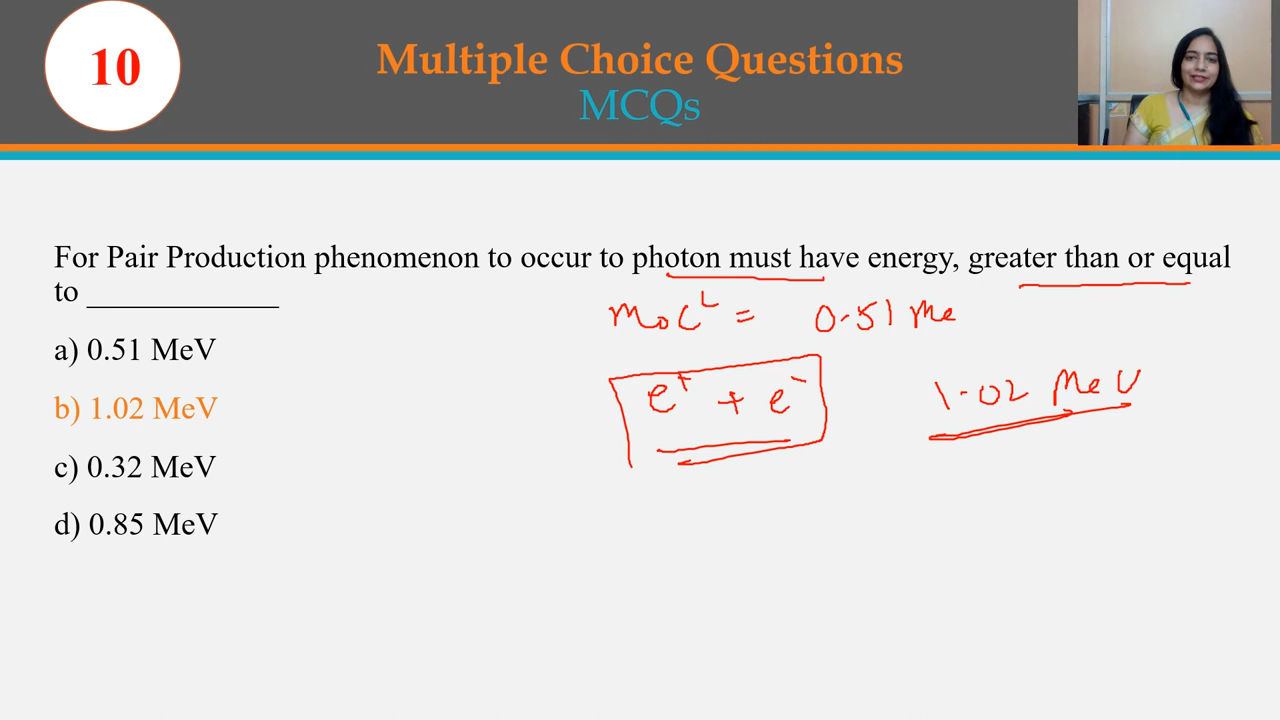 10
Multiple Choice Questions
MCQs
For Pair Production phenomenon to occur to photon must have energy, greater than or equal
to ____________
m₀c² = 0.51 Me
a) 0.51 MeV
e⁺ + e⁻
1.02 MeV
b) 1.02 MeV
c) 0.32 MeV
d) 0.85 MeV